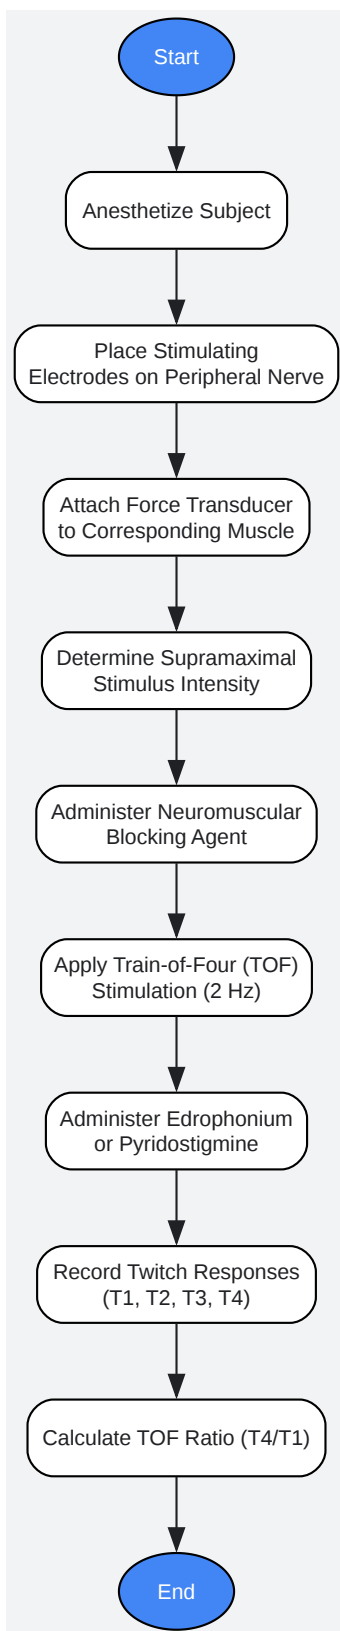 Start
Anesthetize Subject
Place Stimulating
Electrodes on Peripheral Nerve
Attach Force Transducer
to Corresponding Muscle
Determine Supramaximal
Stimulus Intensity
Administer Neuromuscular
Blocking Agent
Apply Train-of-Four (TOF)
Stimulation (2 Hz)
Administer Edrophonium
or Pyridostigmine
Record Twitch Responses
(T1, T2, T3, T4)
Calculate TOF Ratio (T4/T1)
End